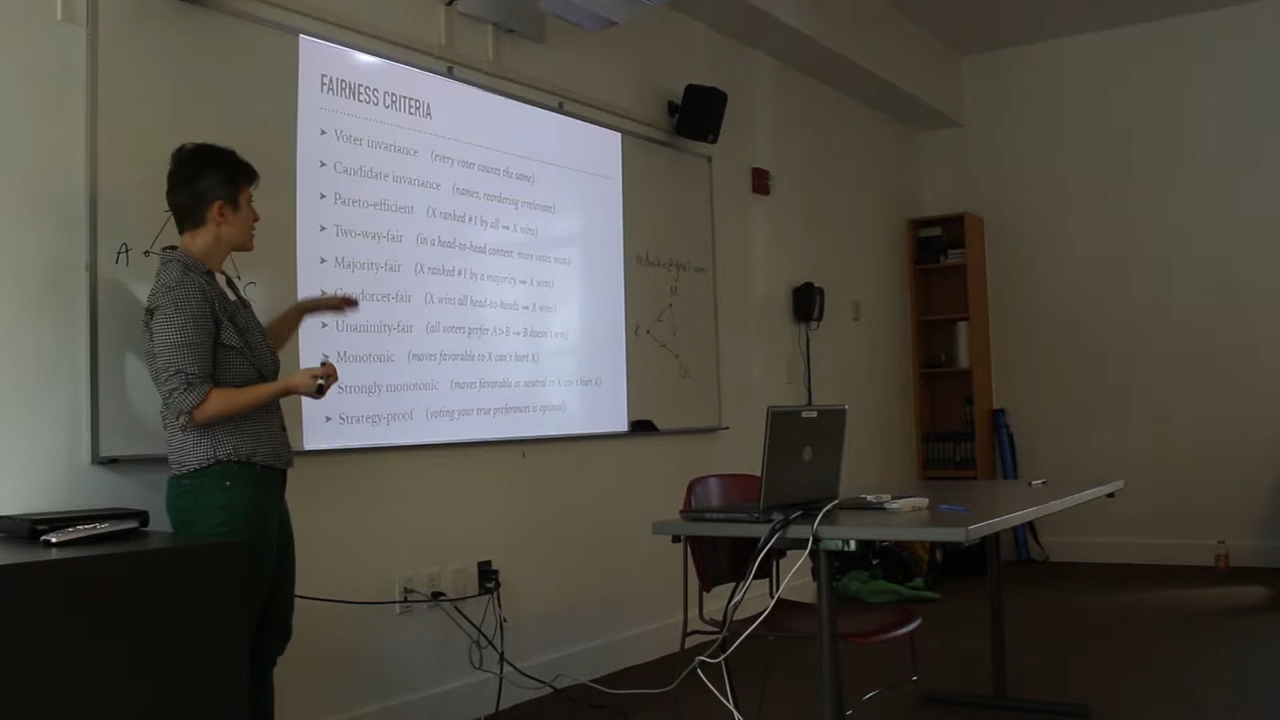 FAIRNESS CRITERIA
➤ Voter invariance (every voter counts the same)
➤ Candidate invariance (names, reordering irrelevant)
➤ Pareto-efficient (X ranked #1 by all ⟹ X wins)
➤ Two-way-fair (in a head-to-head contest, more votes wins)
➤ Majority-fair (X ranked #1 by a majority ⟹ X wins)
➤ Condorcet-fair (X wins all head-to-heads ⟹ X wins)
➤ Unanimity-fair (all voters prefer A>B ⟹ B doesn't win)
➤ Monotonic (moves favorable to X can't hurt X)
➤ Strongly monotonic (moves favorable or neutral to X can't hurt X)
➤ Strategy-proof (voting your true preferences is optimal)
A
C
M